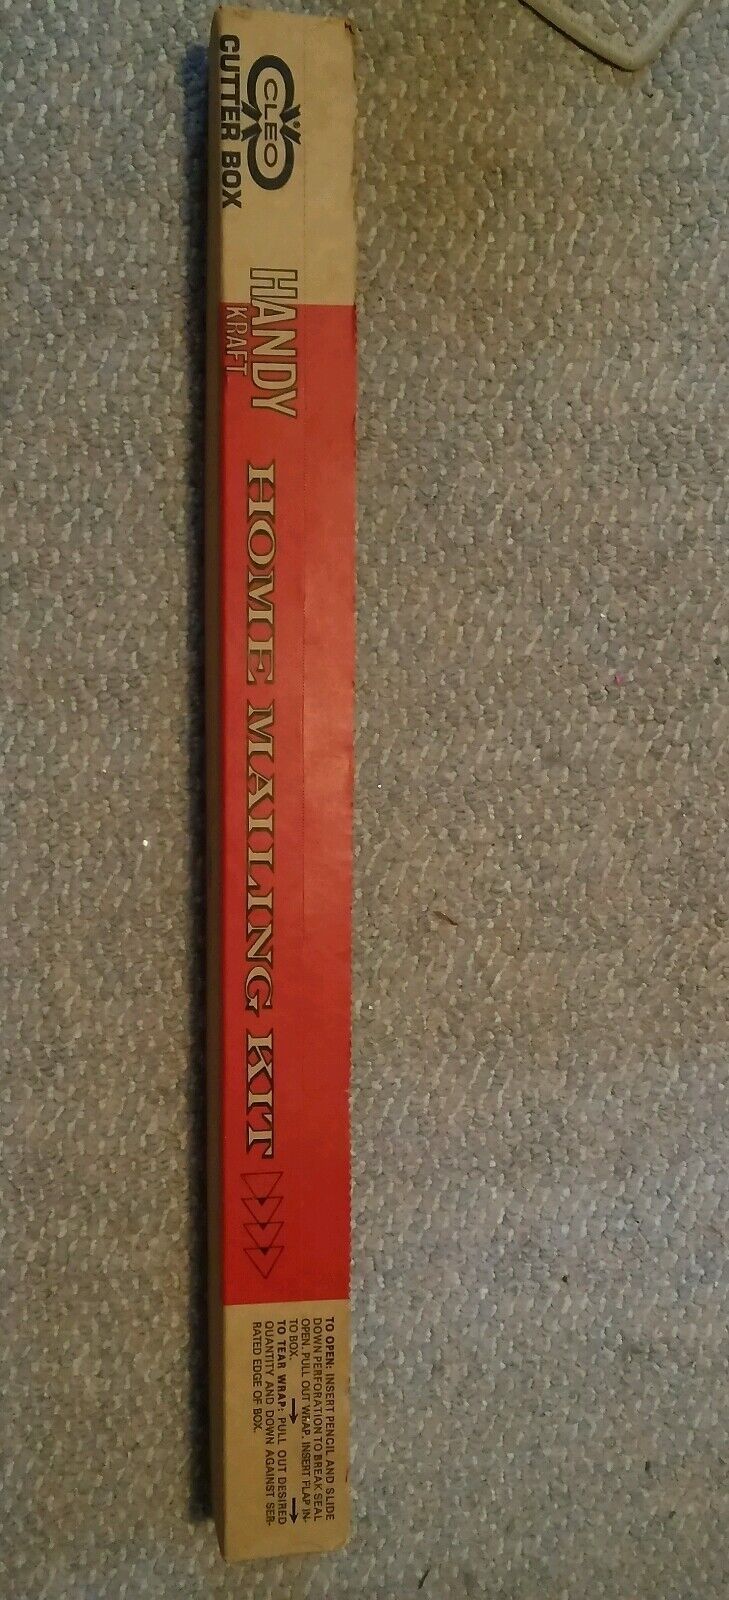 CLEO®
CUTTER BOX
HANDY
KRAFT
HOME MAILING KIT
TO OPEN: INSERT PENCIL AND SLIDE
DOWN PERFORATION TO BREAK SEAL
OPEN. PULL OUT WRAP. INSERT FLAP IN-
TO BOX.
TO TEAR WRAP: PULL OUT DESIRED
QUANTITY AND DOWN AGAINST SER-
RATED EDGE OF BOX.